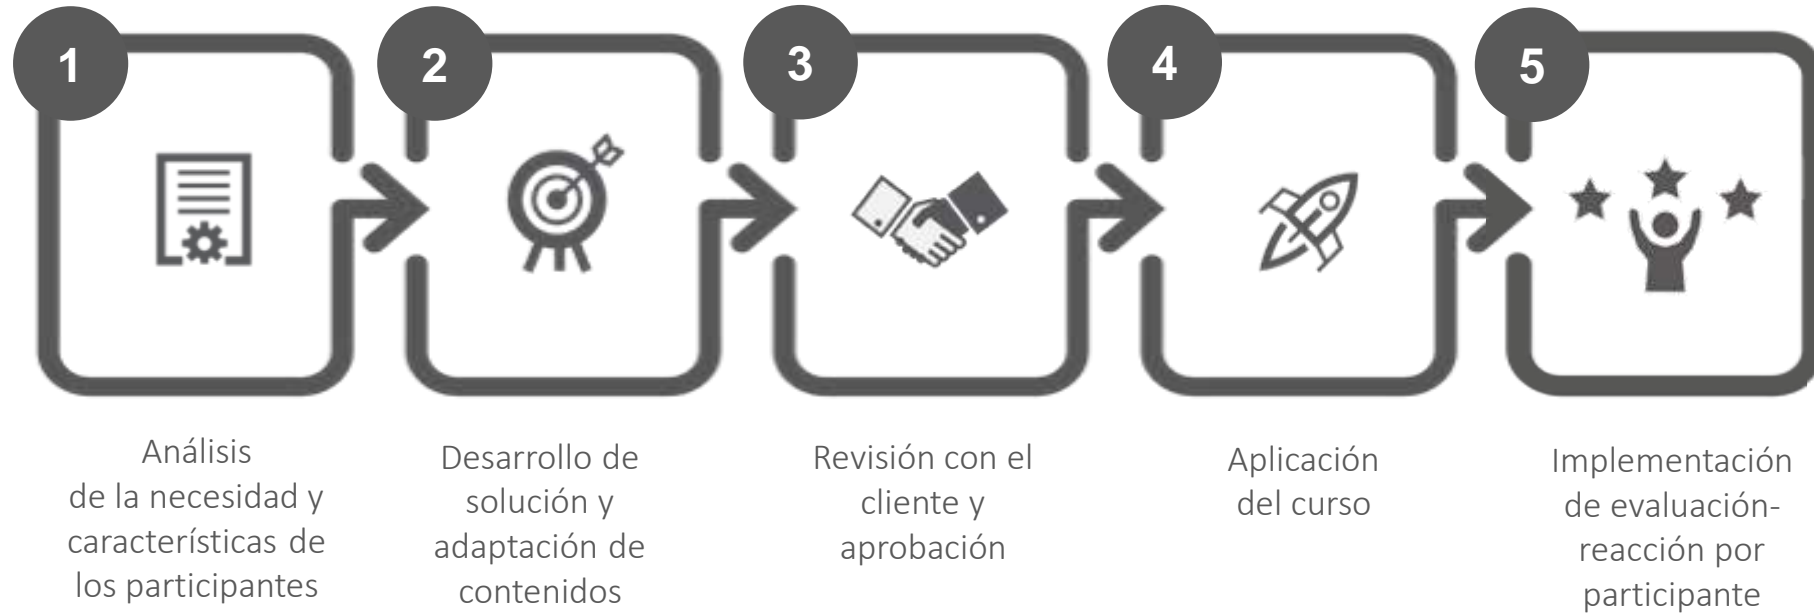 1
2
3
4
5
Análisis
de la necesidad y
características de
los participantes
Desarrollo de
solución y
adaptación de
contenidos
Revisión con el
cliente y
aprobación
Aplicación
del curso
Implementación
de evaluación-
reacción por
participante